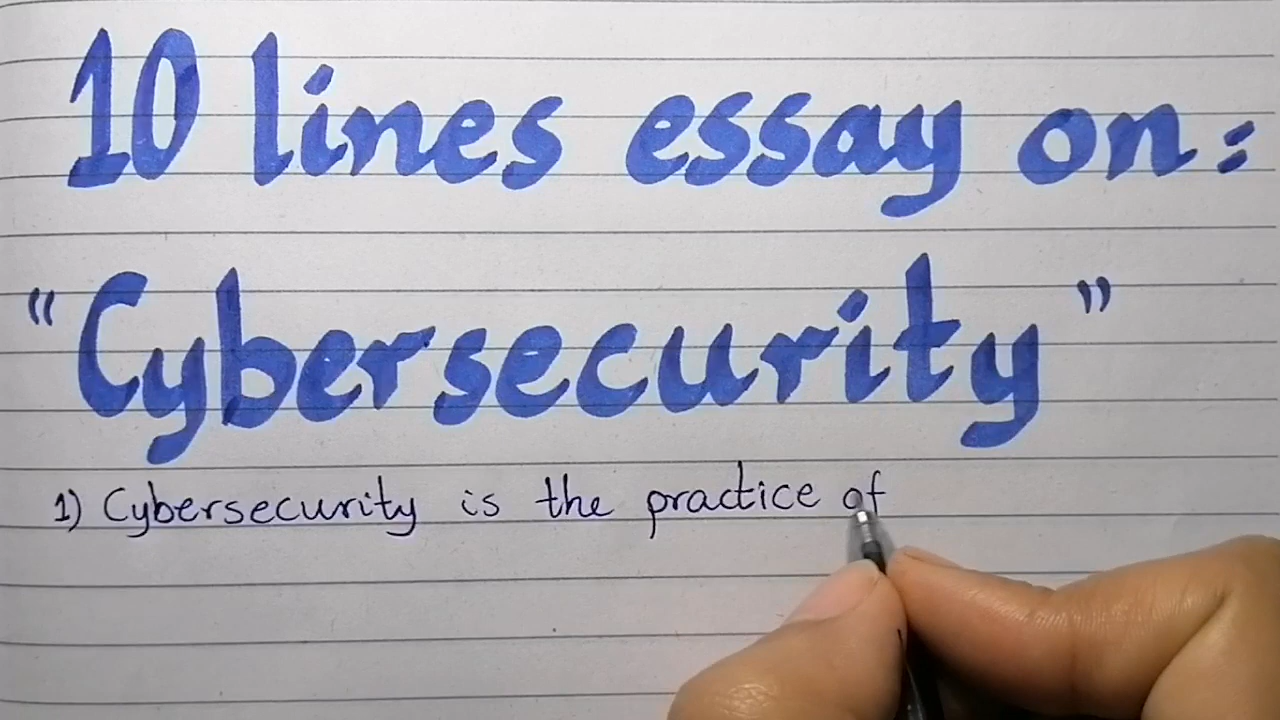 10 lines essay on:
"Cybersecurity"
1) Cybersecurity is the practice of